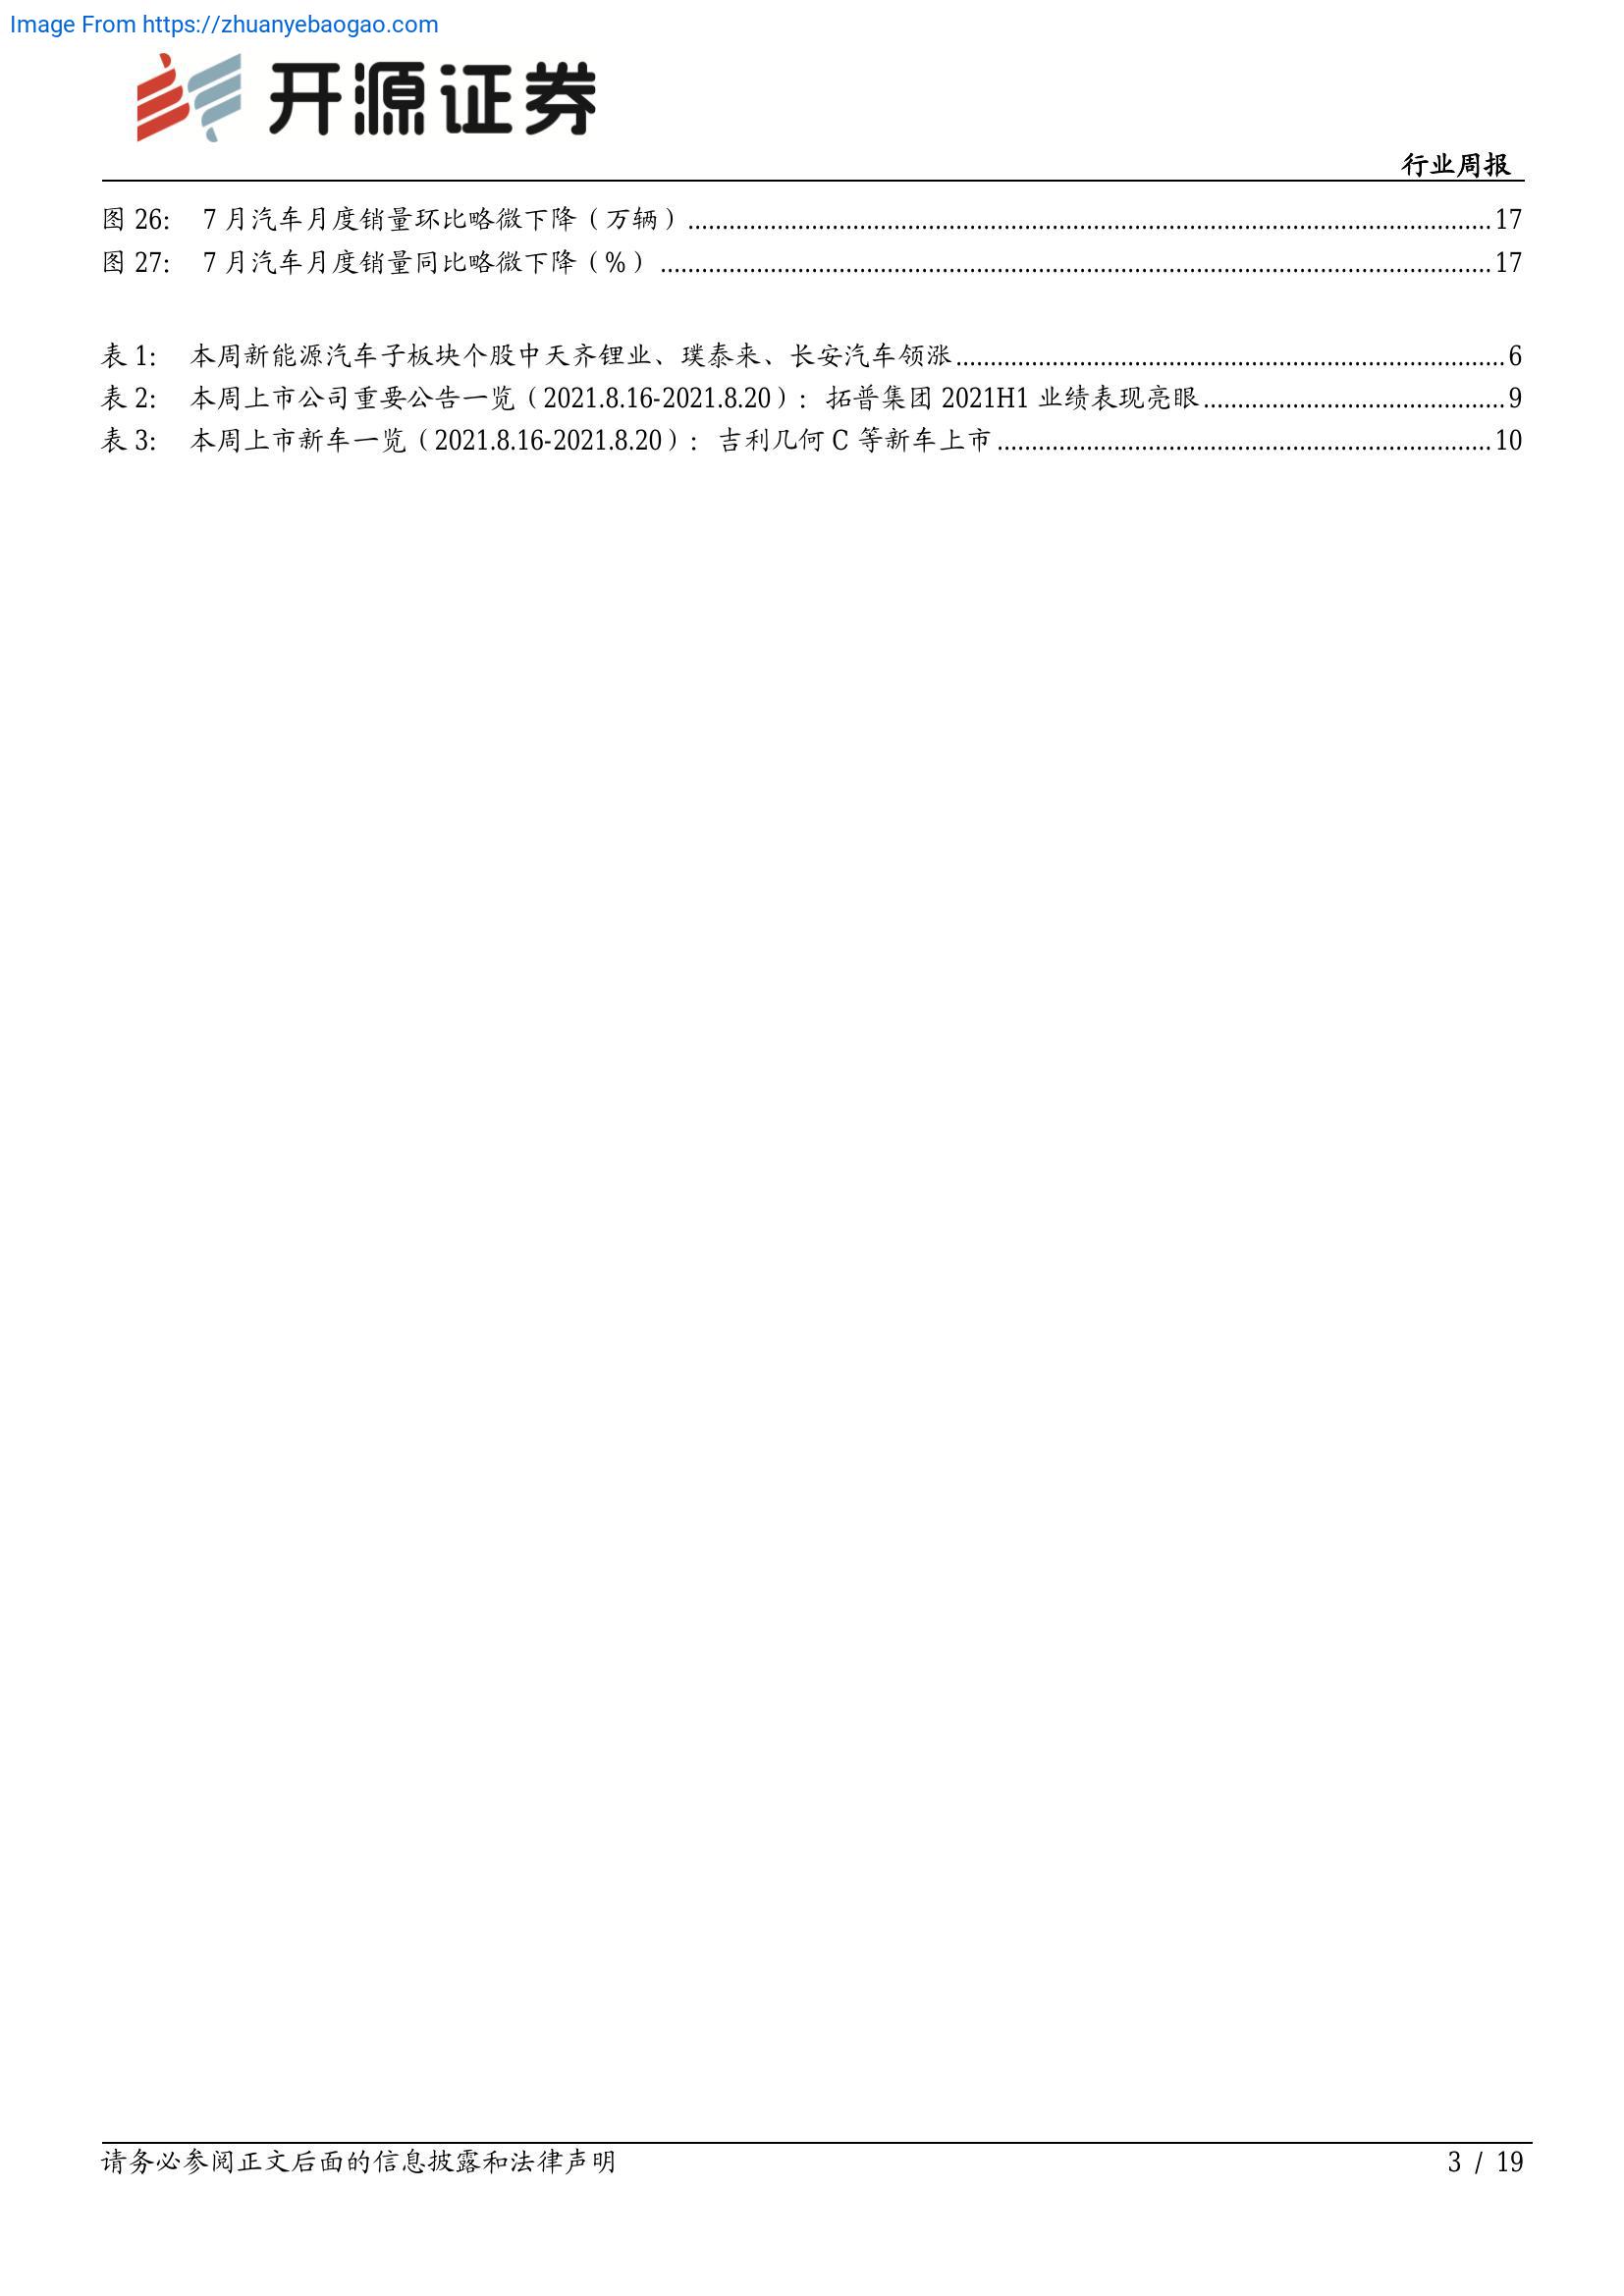 Image From https://zhuanyebaogao.com
开源证券
行业周报
图 26: 7 月汽车月度销量环比略微下降（万辆）........................17
图 27: 7 月汽车月度销量同比略微下降（%）........................17
表 1: 本周新能源汽车子板块个股中天齐锂业、璞泰来、长安汽车领涨........................6
表 2: 本周上市公司重要公告一览（2021.8.16-2021.8.20）：拓普集团 2021H1 业绩表现亮眼........................9
表 3: 本周上市新车一览（2021.8.16-2021.8.20）：吉利几何 C 等新车上市........................10
请务必参阅正文后面的信息披露和法律声明
3 / 19